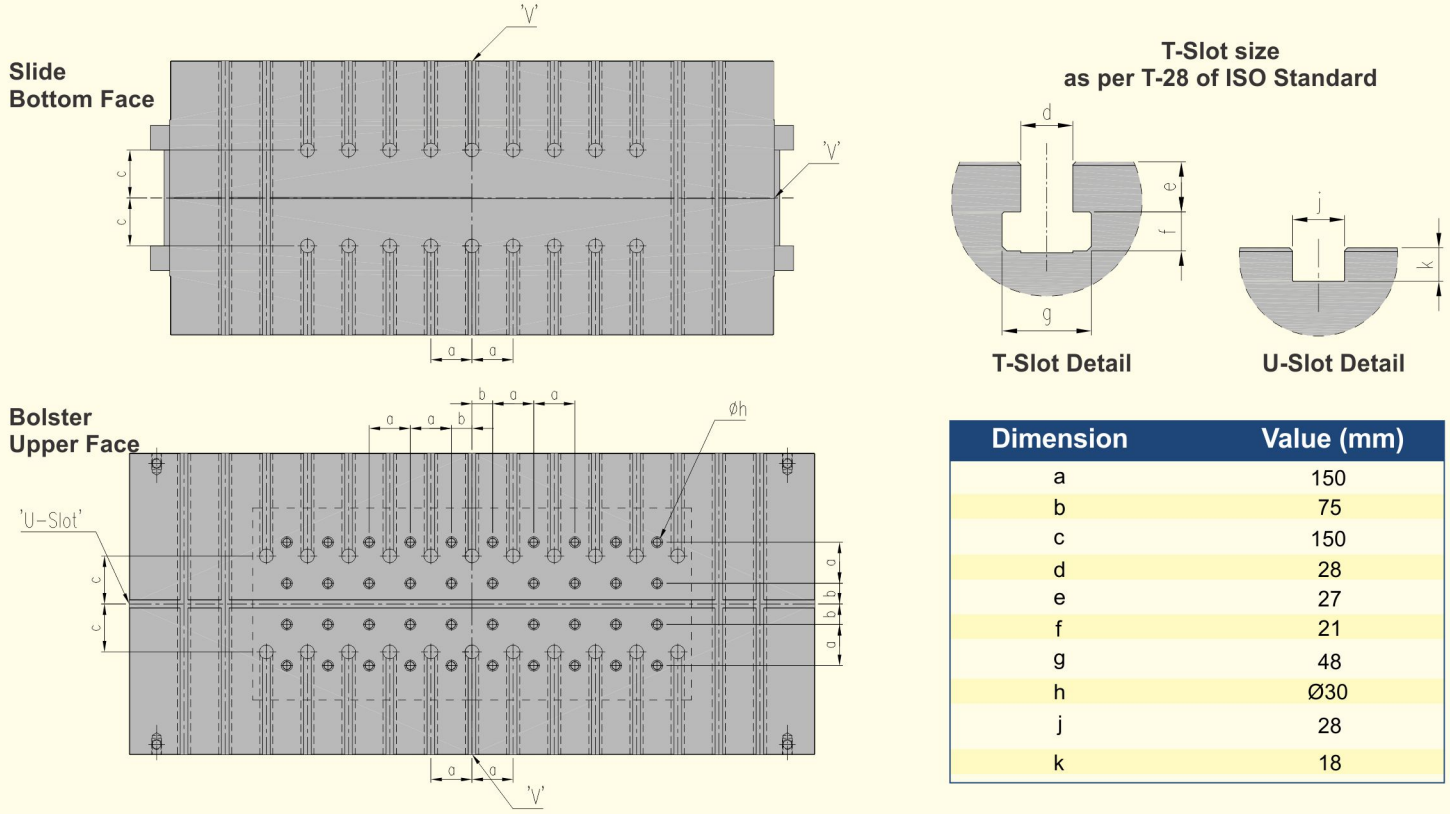 'V'
Slide
Bottom Face
'V'
c
c
a a
T-Slot size
as per T-28 of ISO Standard
d
e
f
g
j
k
T-Slot Detail
U-Slot Detail
Bolster
Upper Face
b a a
a a b
øh
'U-Slot'
c
c
a
b
b
a
a a
'V'
Dimension Value (mm)
a 150
b 75
c 150
d 28
e 27
f 21
g 48
h Ø30
j 28
k 18